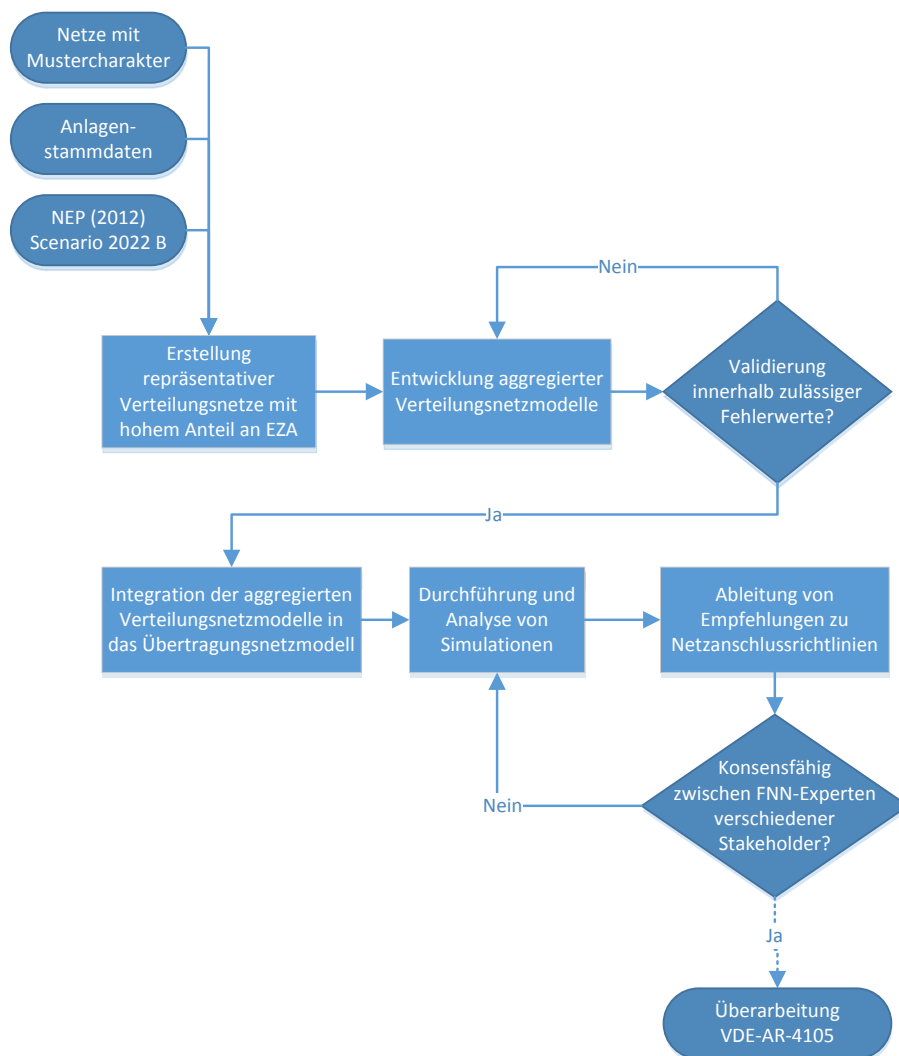 Netze mit
Mustercharakter
Anlagen-
stammdaten
NEP (2012)
Scenario 2022 B
Nein
Erstellung
repräsentativer
Verteilungsnetze mit
hohem Anteil an EZA
Entwicklung aggregierter
Verteilungsnetzmodelle
Validierung
innerhalb zulässiger
Fehlerwerte?
Ja
Integration der aggregierten
Verteilungsnetzmodelle in
das Übertragungsnetzmodell
Durchführung und
Analyse von
Simulationen
Ableitung von
Empfehlungen zu
Netzanschlussrichtlinien
Nein
Konsensfähig
zwischen FNN-Experten
verschiedener
Stakeholder?
Ja
Überarbeitung
VDE-AR-4105